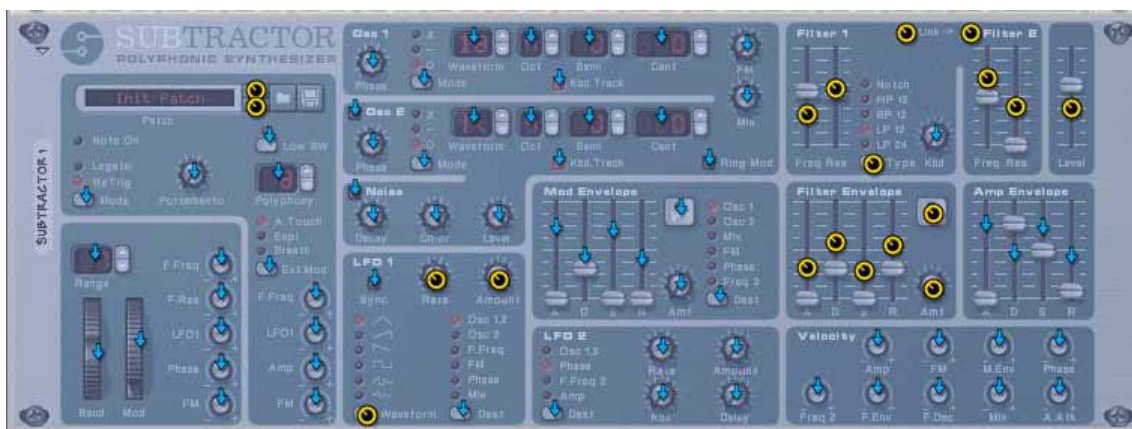 SUBTRACTOR
POLYPHONIC SYNTHESIZER
Init Patch
Patch
Note On
Low BW
Legato
ReTrig
Mode
Portamento
Polyphony
SUBTRACTOR 1
Range
F.Freq
F.Res
LFO1
Phase
FM
Bend
Mod
A.Touch
Expr
Breath
Ext.Mod
F.Freq
LFO1
Amp
FM
Osc 1
Phase
Mode
Waveform
Oct
Semi
Cent
Kbd. Track
FM
Mix
Osc 2
Phase
Mode
Waveform
Oct
Semi
Cent
Kbd. Track
Ring Mod
Noise
Decay
Color
Level
LFO 1
Sync
Rate
Amount
Osc 1,2
Osc 2
F.Freq
FM
Phase
Mix
Waveform
Dest
Mod Envelope
A D S R
Amt
Osc 1
Osc 2
Mix
FM
Phase
Freq 2
Dest
LFO 2
Osc 1,2
Phase
F.Freq 2
Amp
Dest
Rate
Amount
Kbd
Delay
Filter 1
Link ->
Filter 2
Notch
HP 12
BP 12
LP 12
LP 24
Freq Res
Type
Kbd
Freq Res
Level
Filter Envelope
A D S R
Amt
Amp Envelope
A D S R
Velocity
Amp
FM
M.Env
Phase
Freq 2
F.Env
F.Dec
Mix
A.Atk